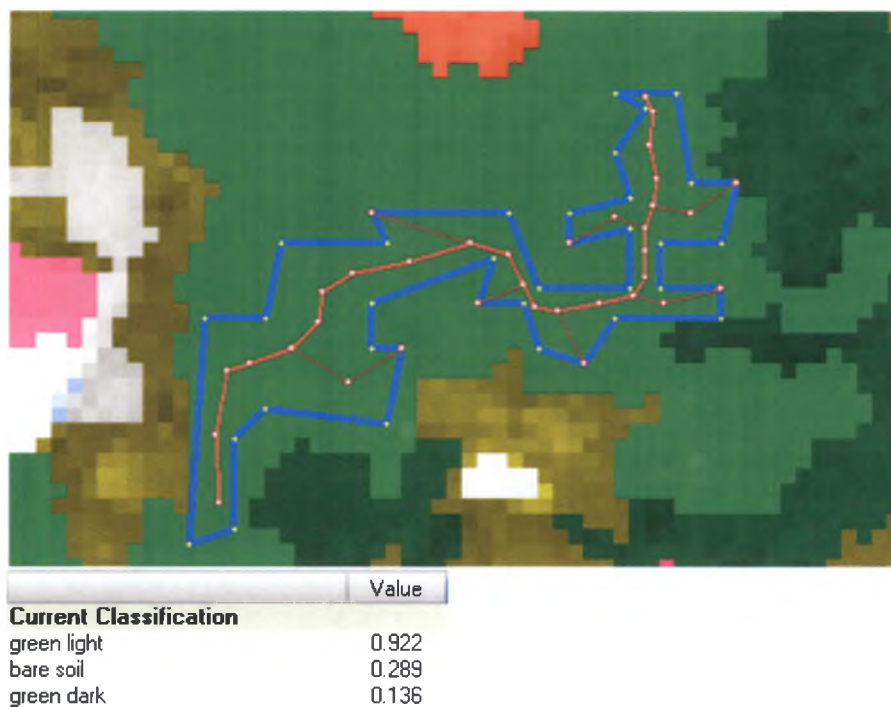 Value
Current Classification
green light 0.922
bare soil 0.289
green dark 0.136